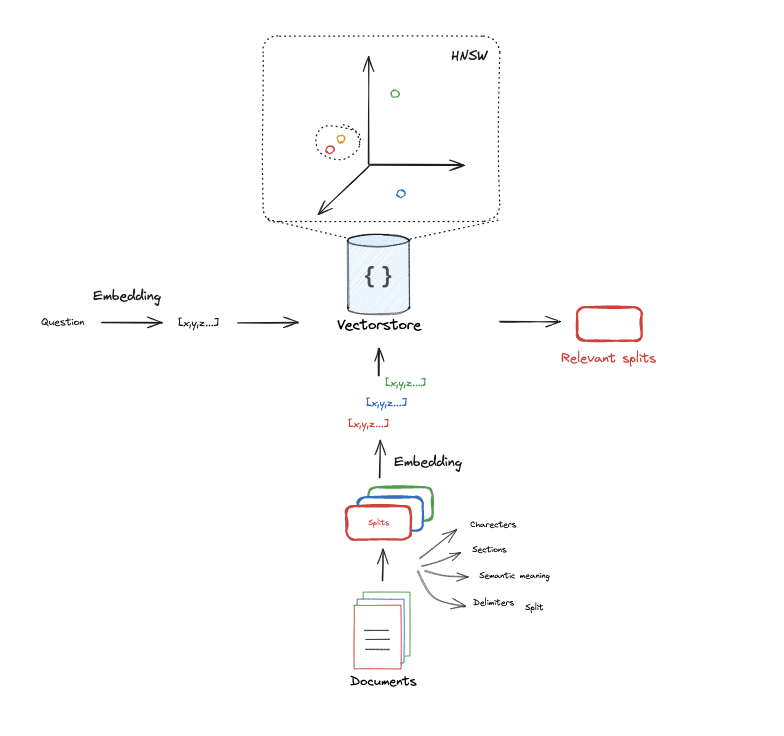 HNSW
{ }
Embedding
Question
[x,y,z...]
Vectorstore
Relevant splits
[x,y,z...]
[x,y,z...]
[x,y,z...]
Embedding
Splits
Charecters
Sections
Semantic meaning
Delimiters
Split
Documents